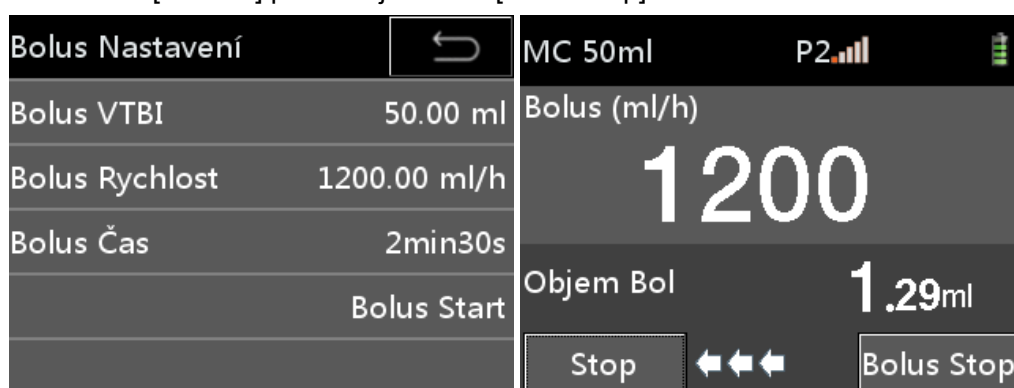 Bolus Nastavení
Bolus VTBI 50.00 ml
Bolus Rychlost 1200.00 ml/h
Bolus Čas 2min30s
Bolus Start
MC 50ml P2
Bolus (ml/h)
1200
Objem Bol 1.29ml
Stop Bolus Stop